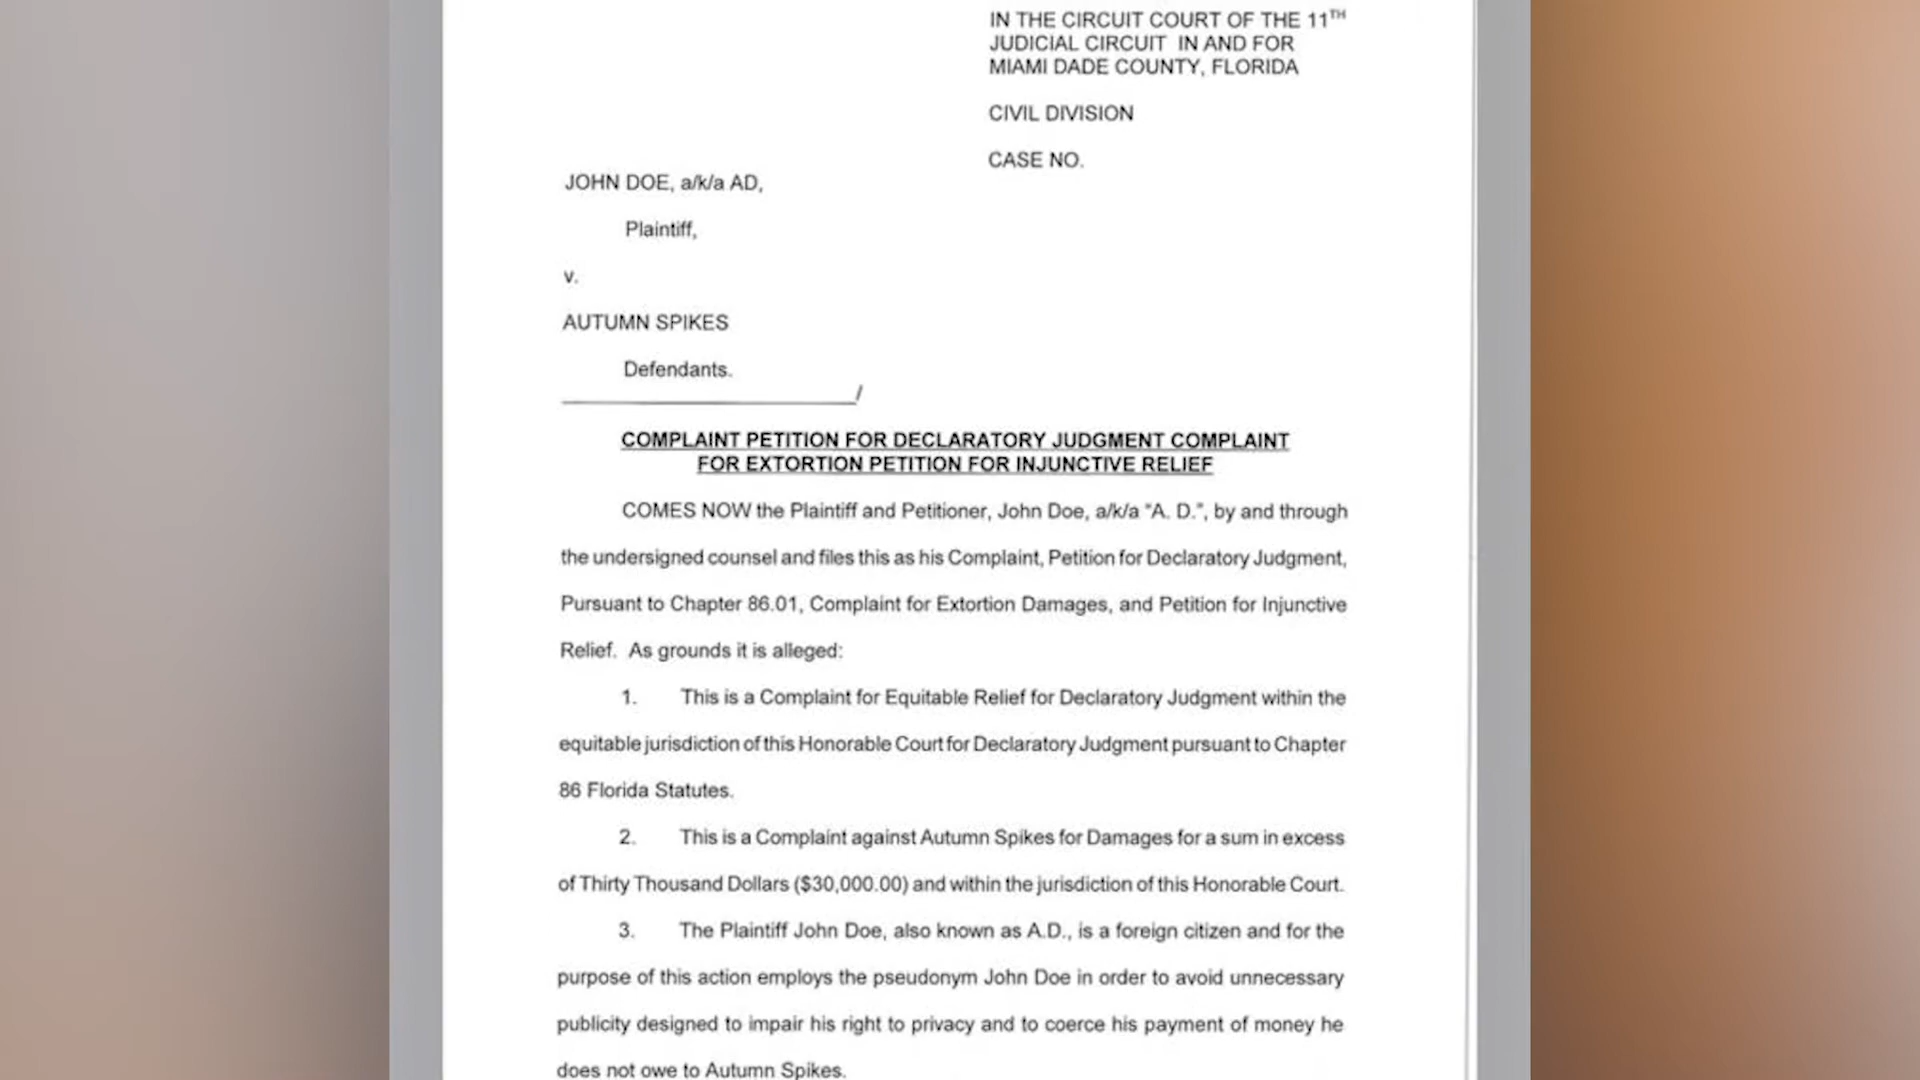 IN THE CIRCUIT COURT OF THE 11TH
JUDICIAL CIRCUIT IN AND FOR
MIAMI DADE COUNTY, FLORIDA
CIVIL DIVISION
CASE NO.
JOHN DOE, a/k/a AD,
Plaintiff,
v.
AUTUMN SPIKES
Defendants.
/
COMPLAINT PETITION FOR DECLARATORY JUDGMENT COMPLAINT
FOR EXTORTION PETITION FOR INJUNCTIVE RELIEF
COMES NOW the Plaintiff and Petitioner, John Doe, a/k/a "A. D.", by and through
the undersigned counsel and files this as his Complaint, Petition for Declaratory Judgment,
Pursuant to Chapter 86.01, Complaint for Extortion Damages, and Petition for Injunctive
Relief. As grounds it is alleged:
1. This is a Complaint for Equitable Relief for Declaratory Judgment within the
equitable jurisdiction of this Honorable Court for Declaratory Judgment pursuant to Chapter
86 Florida Statutes.
2. This is a Complaint against Autumn Spikes for Damages for a sum in excess
of Thirty Thousand Dollars ($30,000.00) and within the jurisdiction of this Honorable Court.
3. The Plaintiff John Doe, also known as A.D., is a foreign citizen and for the
purpose of this action employs the pseudonym John Doe in order to avoid unnecessary
publicity designed to impair his right to privacy and to coerce his payment of money he
does not owe to Autumn Spikes.